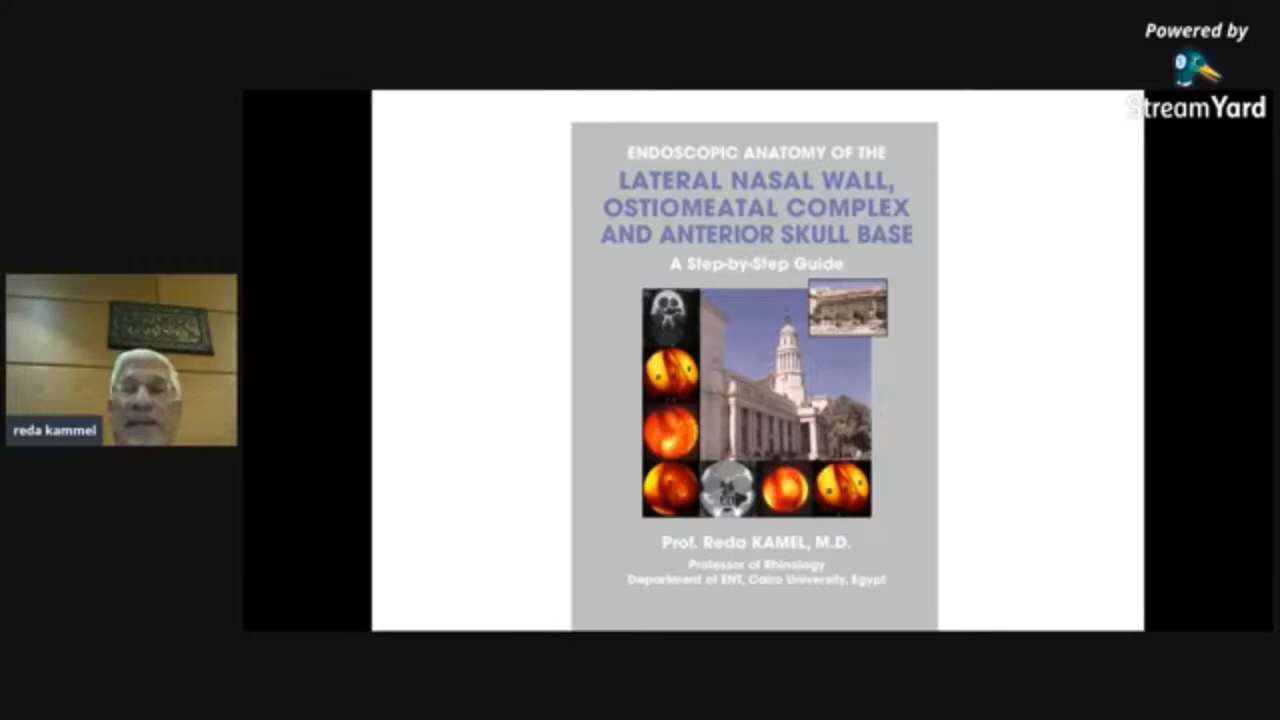 Powered by
StreamYard
ENDOSCOPIC ANATOMY OF THE
LATERAL NASAL WALL,
OSTIOMEATAL COMPLEX
AND ANTERIOR SKULL BASE
A Step-by-Step Guide
reda kammel
Prof. Reda KAMEL, M.D.
Professor of Rhinology
Department of ENT, Cairo University, Egypt